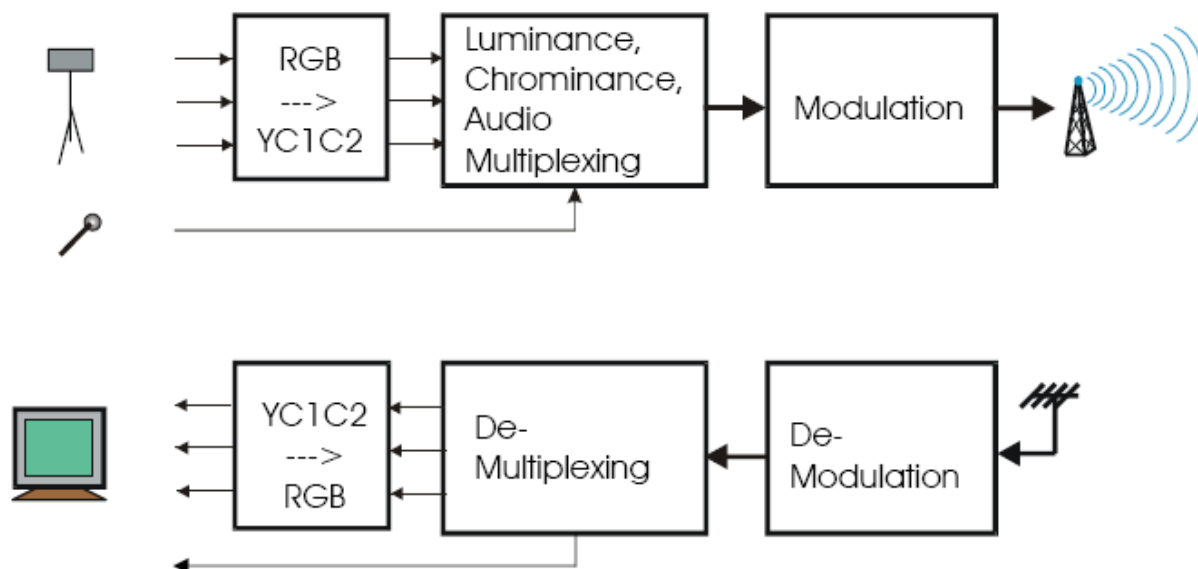 RGB
--->
YC1C2
Luminance,
Chrominance,
Audio
Multiplexing
Modulation
YC1C2
--->
RGB
De-
Multiplexing
De-
Modulation